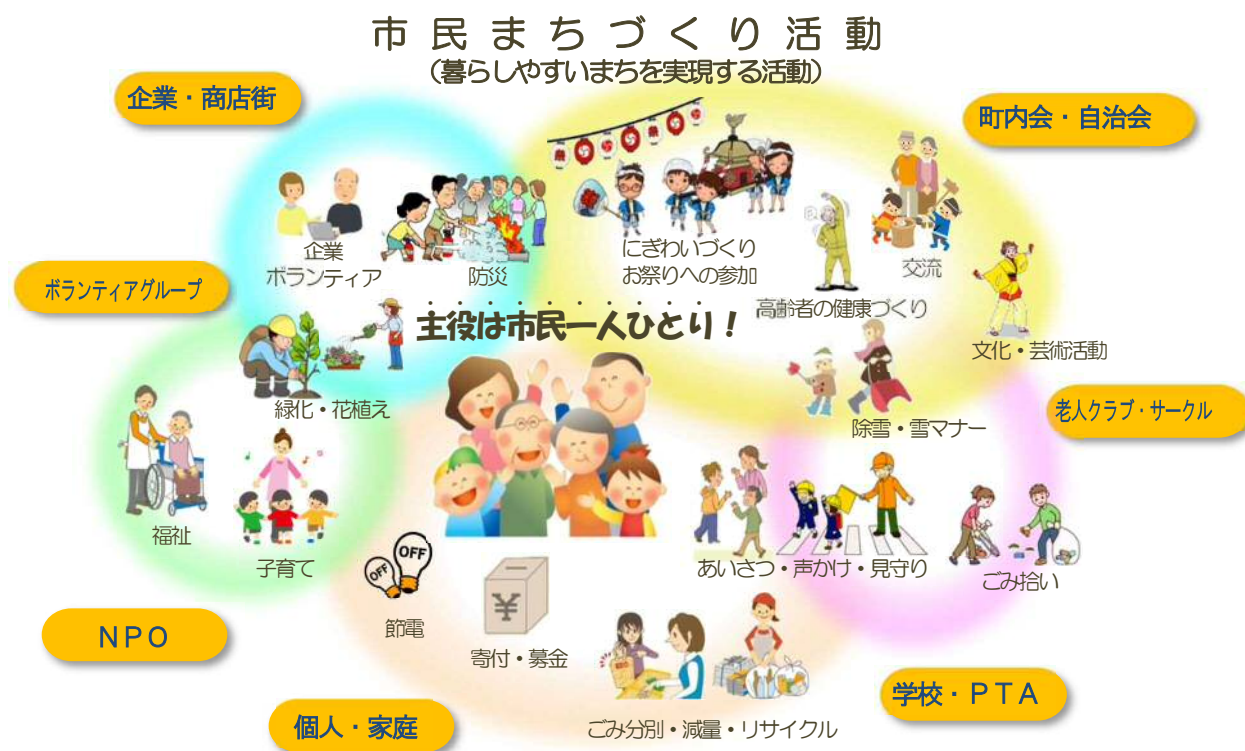 市民まちづくり活動
（暮らしやすいまちを実現する活動）
企業・商店街
町内会・自治会
企業
ボランティア
防災
にぎわいづくり
お祭りへの参加
高齢者の健康づくり
交流
文化・芸術活動
ボランティアグループ
主役は市民一人ひとり！
緑化・花植え
除雪・雪マナー
老人クラブ・サークル
福祉
子育て
OFF
OFF
節電
¥
寄付・募金
あいさつ・声かけ・見守り
ごみ拾い
NPO
ごみ分別・減量・リサイクル
学校・PTA
個人・家庭